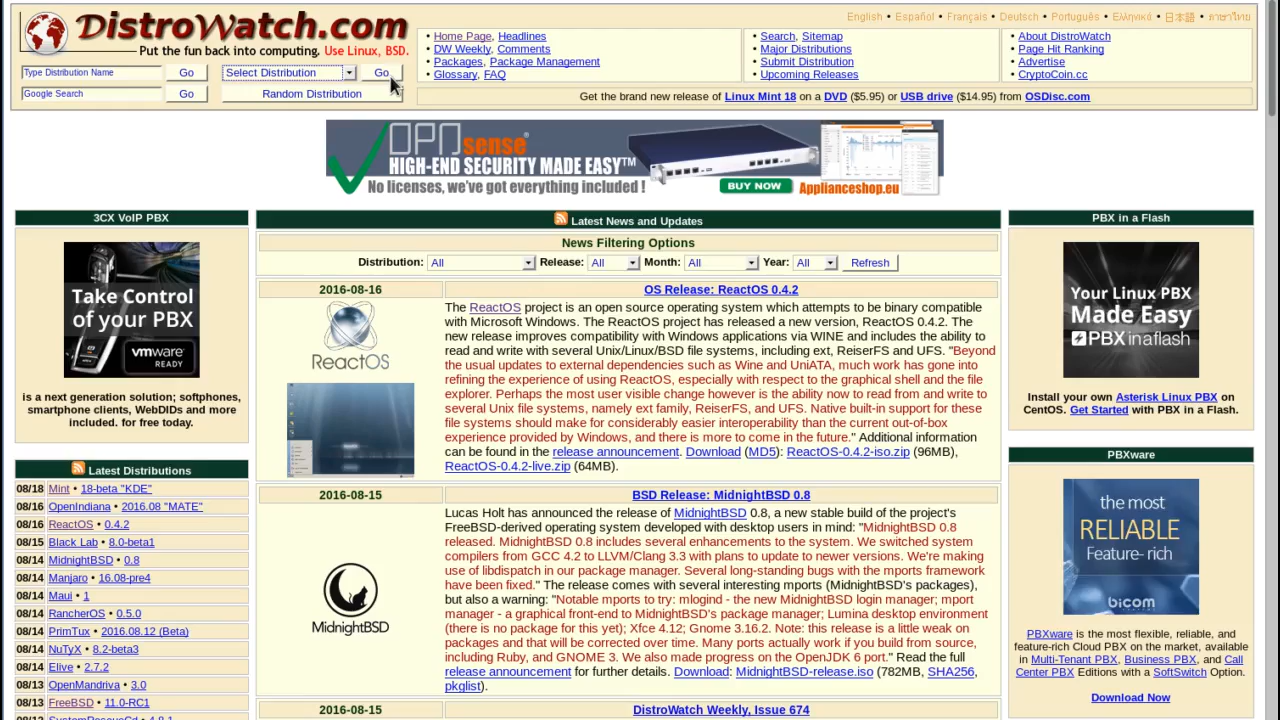 DistroWatch.com
Put the fun back into computing. Use Linux, BSD.
English • Español • Français • Deutsch • Português • Ελληνικά • 日本語 • ภาษาไทย
Type Distribution Name Go Select Distribution Go
Google Search Go Random Distribution
• Home Page, Headlines
• DW Weekly, Comments
• Packages, Package Management
• Glossary, FAQ
• Search, Sitemap
• Major Distributions
• Submit Distribution
• Upcoming Releases
• About DistroWatch
• Page Hit Ranking
• Advertise
• CryptoCoin.cc
Get the brand new release of Linux Mint 18 on a DVD ($5.95) or USB drive ($14.95) from OSDisc.com
OPNsense®
HIGH-END SECURITY MADE EASY™
No licenses, we've got everything included !
BUY NOW Applianceshop.eu
3CX VoIP PBX
Take Control
of your PBX
vmware
READY
is a next generation solution; softphones,
smartphone clients, WebDIDs and more
included. for free today.
Latest Distributions
08/18 Mint • 18-beta "KDE"
08/16 OpenIndiana • 2016.08 "MATE"
08/16 ReactOS • 0.4.2
08/15 Black Lab • 8.0-beta1
08/14 MidnightBSD • 0.8
08/14 Manjaro • 16.08-pre4
08/14 Maui • 1
08/14 RancherOS • 0.5.0
08/14 PrimTux • 2016.08.12 (Beta)
08/14 NuTyX • 8.2-beta3
08/14 Elive • 2.7.2
08/13 OpenMandriva • 3.0
08/13 FreeBSD • 11.0-RC1
08/13 SystemRescueCd • 4.8.1
Latest News and Updates
News Filtering Options
Distribution: All Release: All Month: All Year: All Refresh
2016-08-16 OS Release: ReactOS 0.4.2
ReactOS
The ReactOS project is an open source operating system which attempts to be binary compatible
with Microsoft Windows. The ReactOS project has released a new version, ReactOS 0.4.2. The
new release improves compatibility with Windows applications via WINE and includes the ability to
read and write with several Unix/Linux/BSD file systems, including ext, ReiserFS and UFS. "Beyond
the usual updates to external dependencies such as Wine and UniATA, much work has gone into
refining the experience of using ReactOS, especially with respect to the graphical shell and the file
explorer. Perhaps the most user visible change however is the ability now to read from and write to
several Unix file systems, namely ext family, ReiserFS, and UFS. Native built-in support for these
file systems should make for considerably easier interoperability than the current out-of-box
experience provided by Windows, and there is more to come in the future." Additional information
can be found in the release announcement. Download (MD5): ReactOS-0.4.2-iso.zip (96MB),
ReactOS-0.4.2-live.zip (64MB).
2016-08-15 BSD Release: MidnightBSD 0.8
MidnightBSD
Lucas Holt has announced the release of MidnightBSD 0.8, a new stable build of the project's
FreeBSD-derived operating system developed with desktop users in mind: "MidnightBSD 0.8
released. MidnightBSD 0.8 includes several enhancements to the system. We switched system
compilers from GCC 4.2 to LLVM/Clang 3.3 with plans to update to newer versions. We're making
use of libdispatch in our package manager. Several long-standing bugs with the mports framework
have been fixed." The release comes with several interesting mports (MidnightBSD's packages),
but also a warning: "Notable mports to try: mlogind - the new MidnightBSD login manager; mport
manager - a graphical front-end to MidnightBSD's package manager; Lumina desktop environment
(there is no package for this yet); Xfce 4.12; Gnome 3.16.2. Note: this release is a little weak on
packages and that will be corrected over time. Many ports actually work if you build from source,
including Ruby, and GNOME 3. We also made progress on the OpenJDK 6 port." Read the full
release announcement for further details. Download: MidnightBSD-release.iso (782MB, SHA256,
pkglist).
2016-08-15 DistroWatch Weekly, Issue 674
PBX in a Flash
Your Linux PBX
Made Easy
PBX in a flash
Install your own Asterisk Linux PBX on
CentOS. Get Started with PBX in a Flash.
PBXware
the most
RELIABLE
Feature-rich
bicom
PBXware is the most flexible, reliable, and
feature-rich Cloud PBX on the market, available
in Multi-Tenant PBX, Business PBX, and Call
Center PBX Editions with a SoftSwitch Option.
Download Now